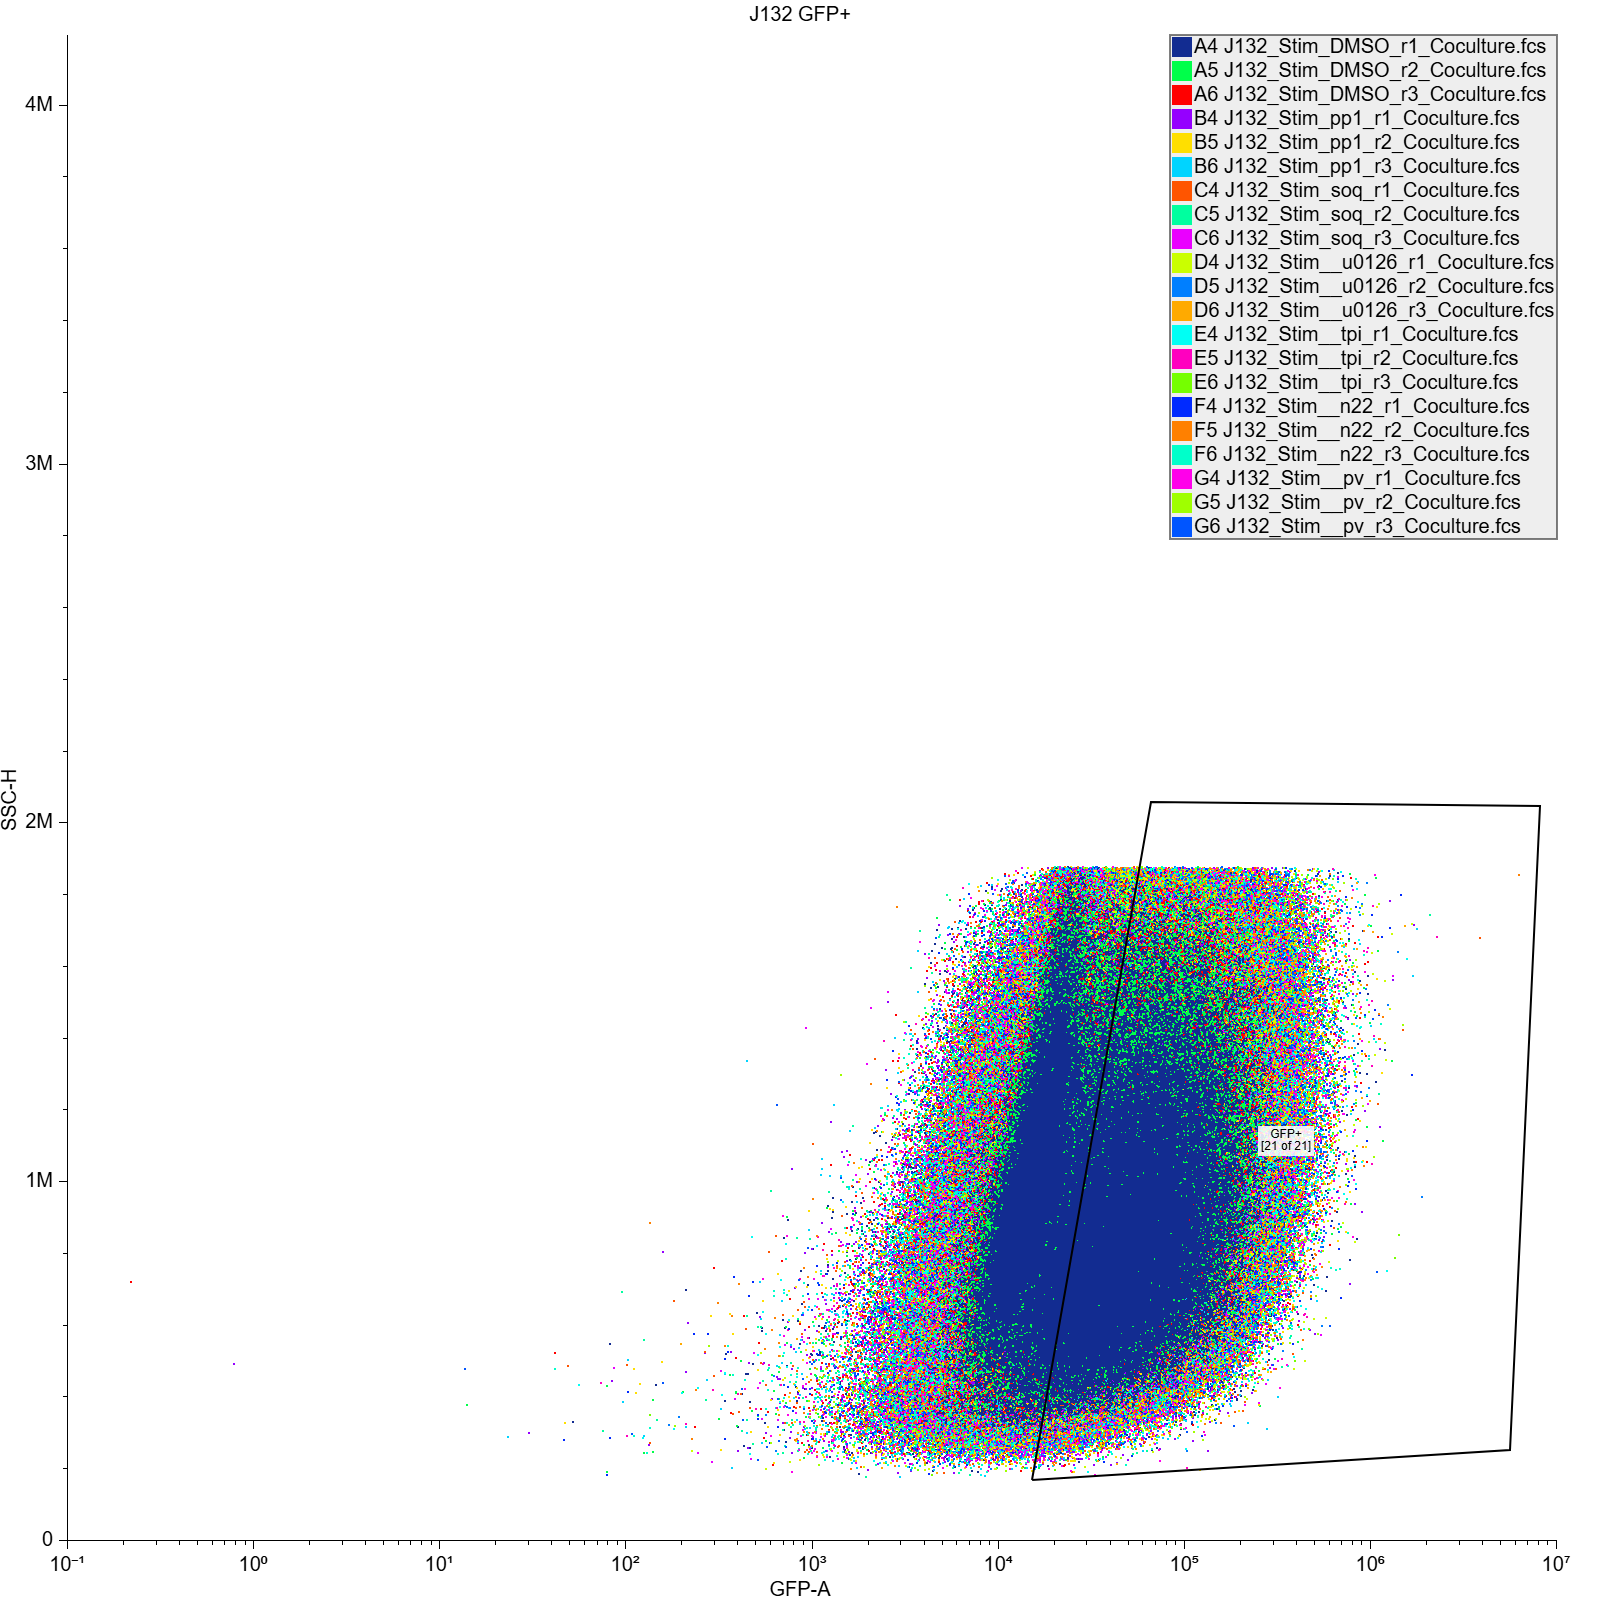 J132 GFP+
A4 J132_Stim_DMSO_r1_Coculture.fcs
A5 J132_Stim_DMSO_r2_Coculture.fcs
A6 J132_Stim_DMSO_r3_Coculture.fcs
B4 J132_Stim_pp1_r1_Coculture.fcs
B5 J132_Stim_pp1_r2_Coculture.fcs
B6 J132_Stim_pp1_r3_Coculture.fcs
C4 J132_Stim_soq_r1_Coculture.fcs
C5 J132_Stim_soq_r2_Coculture.fcs
C6 J132_Stim_soq_r3_Coculture.fcs
D4 J132_Stim__u0126_r1_Coculture.fcs
D5 J132_Stim__u0126_r2_Coculture.fcs
D6 J132_Stim__u0126_r3_Coculture.fcs
E4 J132_Stim__tpi_r1_Coculture.fcs
E5 J132_Stim__tpi_r2_Coculture.fcs
E6 J132_Stim__tpi_r3_Coculture.fcs
F4 J132_Stim__n22_r1_Coculture.fcs
F5 J132_Stim__n22_r2_Coculture.fcs
F6 J132_Stim__n22_r3_Coculture.fcs
G4 J132_Stim__pv_r1_Coculture.fcs
G5 J132_Stim__pv_r2_Coculture.fcs
G6 J132_Stim__pv_r3_Coculture.fcs
4M
3M
2M
1M
0
SSC-H
GFP+
[21 of 21]
10⁻¹ 10⁰ 10¹ 10² 10³ 10⁴ 10⁵ 10⁶ 10⁷
GFP-A